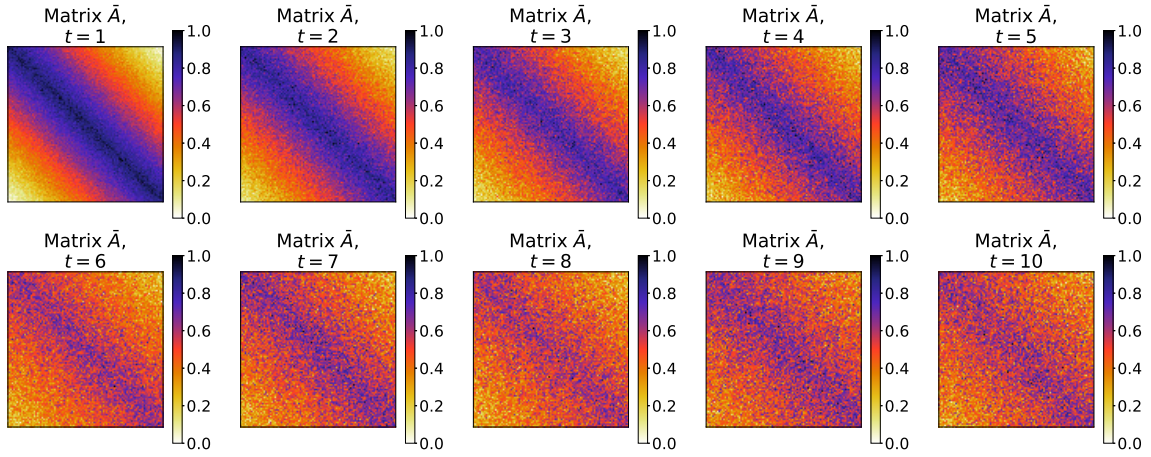 Matrix Ā, Matrix Ā, Matrix Ā, Matrix Ā, Matrix Ā,
t = 1 t = 2 t = 3 t = 4 t = 5
1.0 1.0 1.0 1.0 1.0
0.8 0.8 0.8 0.8 0.8
0.6 0.6 0.6 0.6 0.6
0.4 0.4 0.4 0.4 0.4
0.2 0.2 0.2 0.2 0.2
0.0 0.0 0.0 0.0 0.0
Matrix Ā, Matrix Ā, Matrix Ā, Matrix Ā, Matrix Ā,
t = 6 t = 7 t = 8 t = 9 t = 10
1.0 1.0 1.0 1.0 1.0
0.8 0.8 0.8 0.8 0.8
0.6 0.6 0.6 0.6 0.6
0.4 0.4 0.4 0.4 0.4
0.2 0.2 0.2 0.2 0.2
0.0 0.0 0.0 0.0 0.0